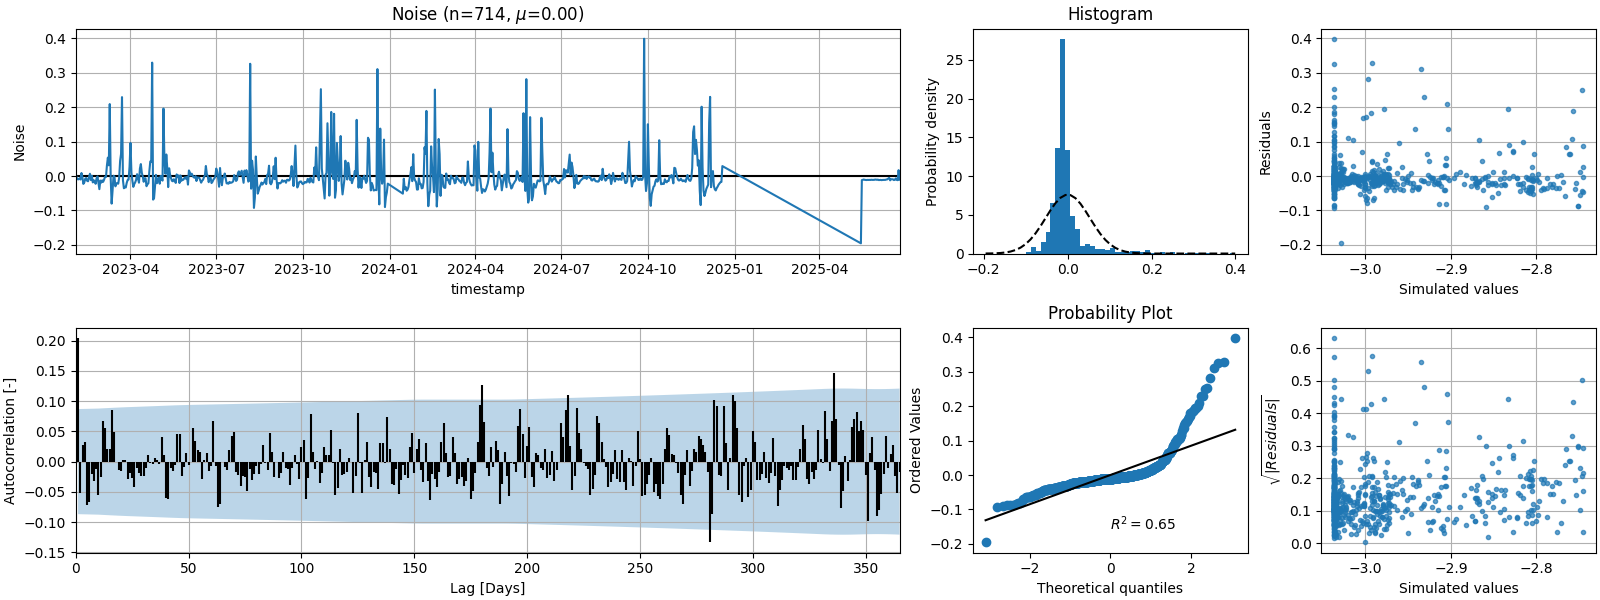 Noise (n=714, μ=0.00)
Noise
0.4
0.3
0.2
0.1
0.0
−0.1
−0.2
2023-04 2023-07 2023-10 2024-01 2024-04 2024-07 2024-10 2025-01 2025-04
timestamp
Histogram
Probability density
25
20
15
10
5
0
−0.2 0.0 0.2 0.4
Residuals
0.4
0.3
0.2
0.1
0.0
−0.1
−0.2
−3.0 −2.9 −2.8
Simulated values
Autocorrelation [-]
0.20
0.15
0.10
0.05
0.00
−0.05
−0.10
−0.15
0 50 100 150 200 250 300 350
Lag [Days]
Probability Plot
Ordered Values
0.4
0.3
0.2
0.1
0.0
−0.1
−0.2
R² = 0.65
−2 0 2
Theoretical quantiles
√|Residuals|
0.6
0.5
0.4
0.3
0.2
0.1
0.0
−3.0 −2.9 −2.8
Simulated values